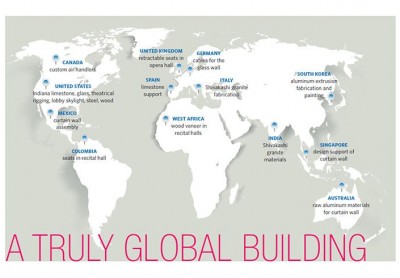 CANADA
custom air handlers
UNITED STATES
Indiana limestone, glass, theatrical
rigging, lobby skylight, steel, wood
MEXICO
curtain wall
assembly
COLOMBIA
seats in recital hall
UNITED KINGDOM
retractable seats in
opera hall
GERMANY
cables for the
glass wall
SPAIN
limestone
support
ITALY
Shivakashi granite
fabrication
WEST AFRICA
wood veneer in
recital halls
SOUTH KOREA
aluminum extrusion
fabrication and
painting
INDIA
Shivakashi
granite
materials
SINGAPORE
design support of
curtain wall
AUSTRALIA
raw aluminum materials
for curtain wall
A TRULY GLOBAL BUILDING